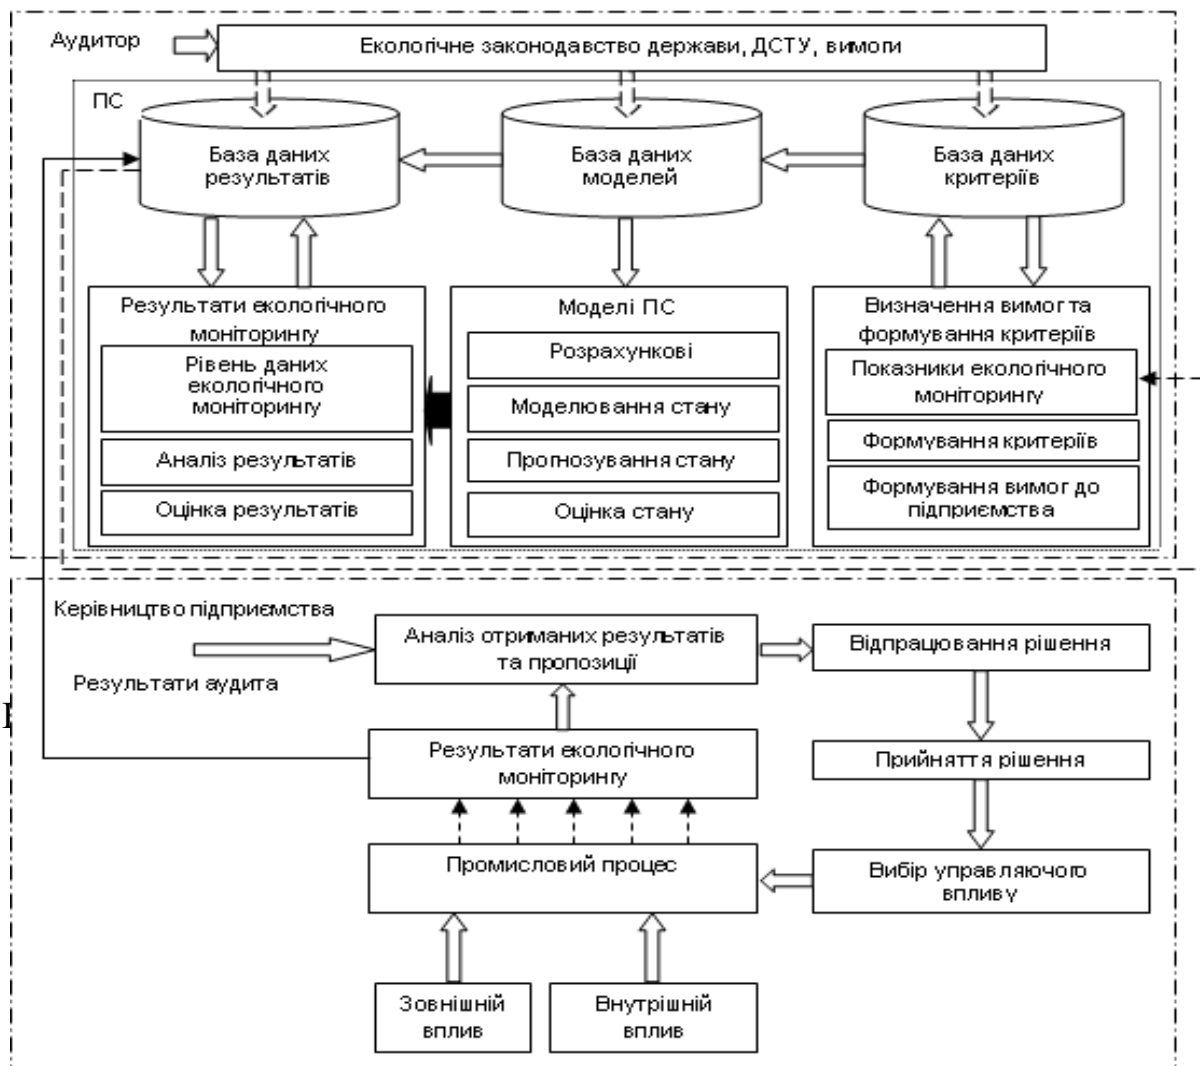 Аудитор
Екологічне законодавство держави, ДСТУ, вимоги
ПС
База даних
результатів
База даних
моделей
База даних
критеріїв
Результати екологічного
моніторингу
Рівень даних
екологічного
моніторингу
Аналіз результатів
Оцінка результатів
Моделі ПС
Розрахункові
Моделювання стану
Прогнозування стану
Оцінка стану
Визначення вимог та
формування критеріїв
Показники екологічного
моніторингу
Формування критеріїв
Формування вимог до
підприємства
Керівництво підприємства
Результати аудита
Аналіз отриманих результатів
та пропозиції
Відпрацювання рішення
Результати екологічного
моніторингу
Прийняття рішення
Промисловий процес
Вибір управляючого
впливу
Зовнішній
вплив
Внутрішній
вплив